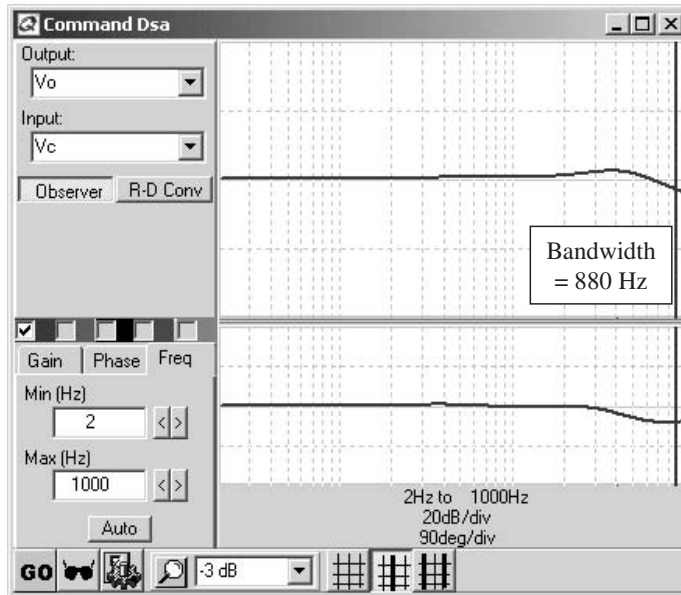 Command Dsa
Output:
Vo
Input:
Vc
Observer
R-D Conv
Bandwidth
= 880 Hz
Gain
Phase
Freq
Min (Hz)
2
< >
Max (Hz)
1000
< >
Auto
2Hz to 1000Hz
20dB/div
90deg/div
GO
-3 dB